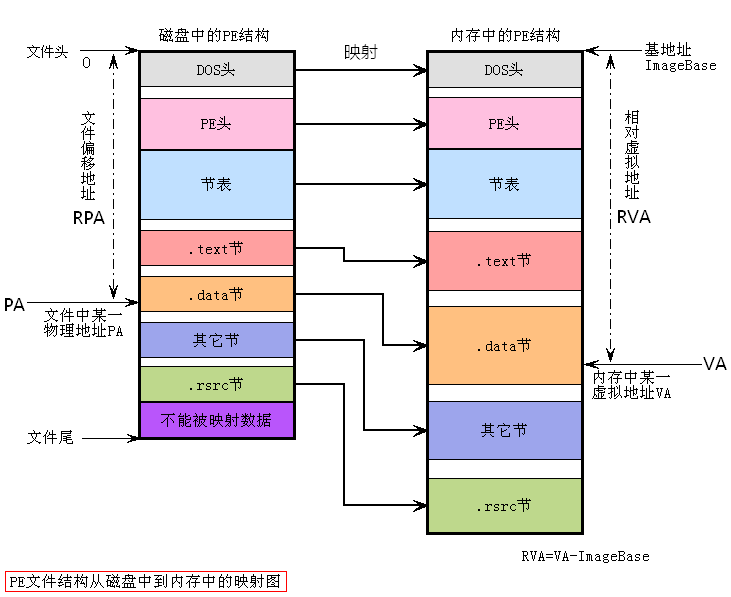 磁盘中的PE结构
内存中的PE结构
文件头
0
映射
基地址
ImageBase
DOS头
DOS头
PE头
PE头
文件偏移地址
RPA
相对虚拟地址
RVA
节表
节表
.text节
.text节
.data节
.data节
PA
文件中某一
物理地址PA
其它节
其它节
VA
内存中某一
虚拟地址VA
.rsrc节
.rsrc节
不能被映射数据
文件尾
RVA=VA-ImageBase
PE文件结构从磁盘中到内存中的映射图